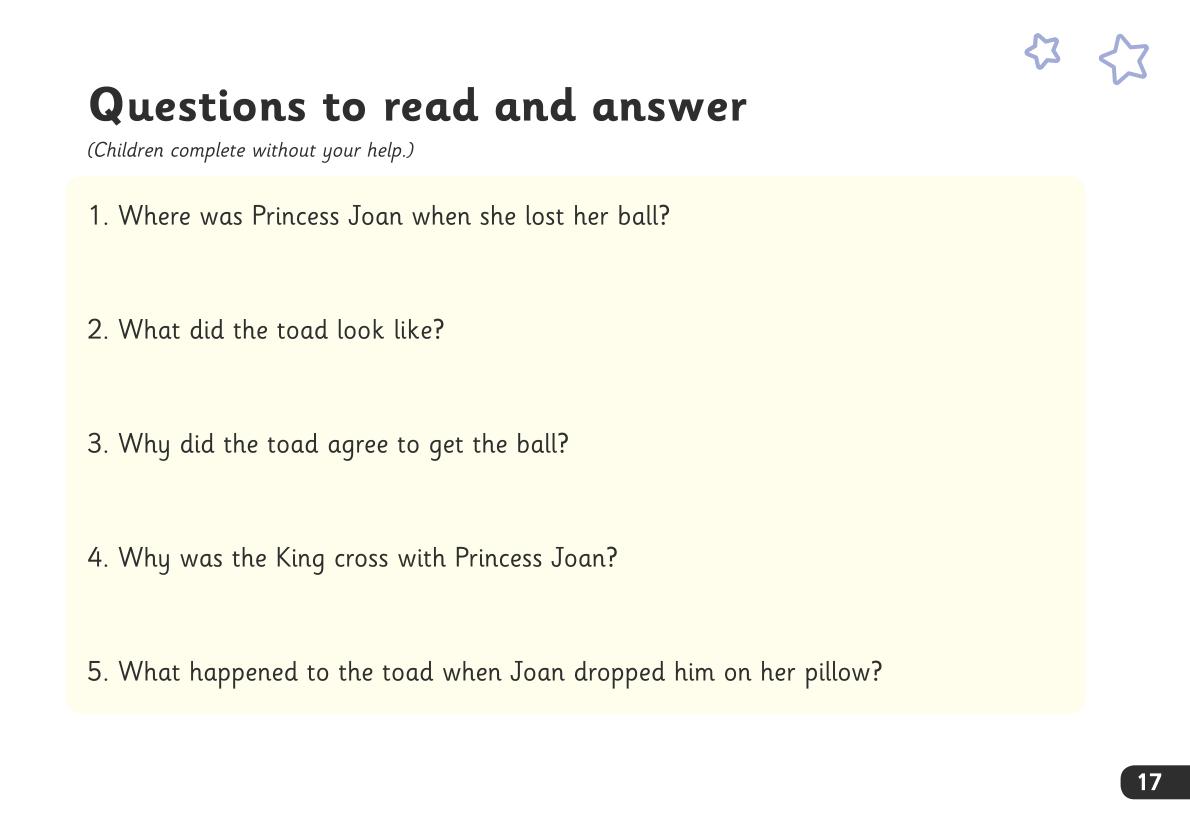 Questions to read and answer
(Children complete without your help.)
1. Where was Princess Joan when she lost her ball?
2. What did the toad look like?
3. Why did the toad agree to get the ball?
4. Why was the King cross with Princess Joan?
5. What happened to the toad when Joan dropped him on her pillow?
17